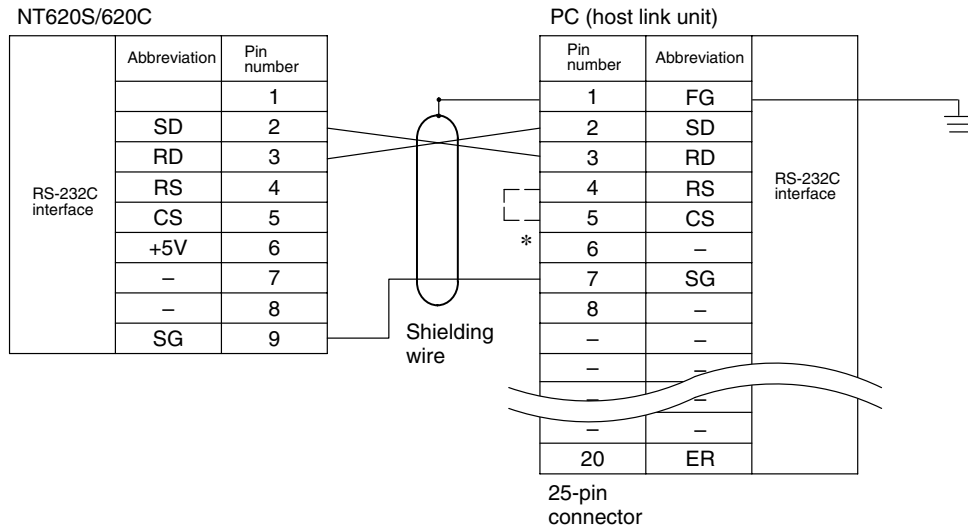 NT620S/620C
Abbreviation Pin number
1
SD 2
RD 3
RS 4
CS 5
+5V 6
– 7
– 8
SG 9
RS-232C
interface
Shielding
wire
PC (host link unit)
Pin number Abbreviation
1 FG
2 SD
3 RD
4 RS
5 CS
* 6 –
7 SG
8 –
– –
– –
– –
– –
20 ER
RS-232C
interface
25-pin
connector